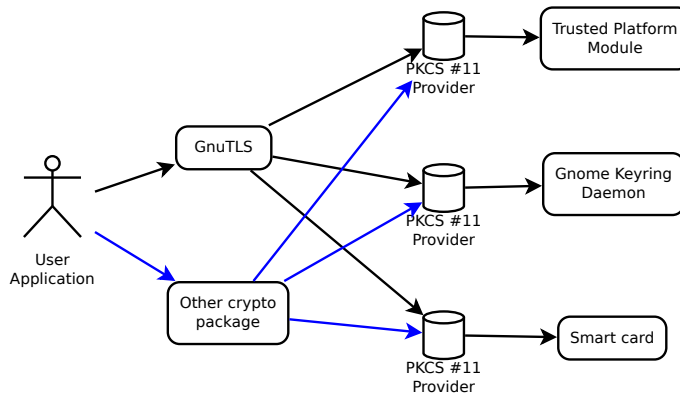 PKCS #11
Provider
Trusted Platform
Module
GnuTLS
Gnome Keyring
Daemon
PKCS #11
Provider
User
Application
Other crypto
package
Smart card
PKCS #11
Provider